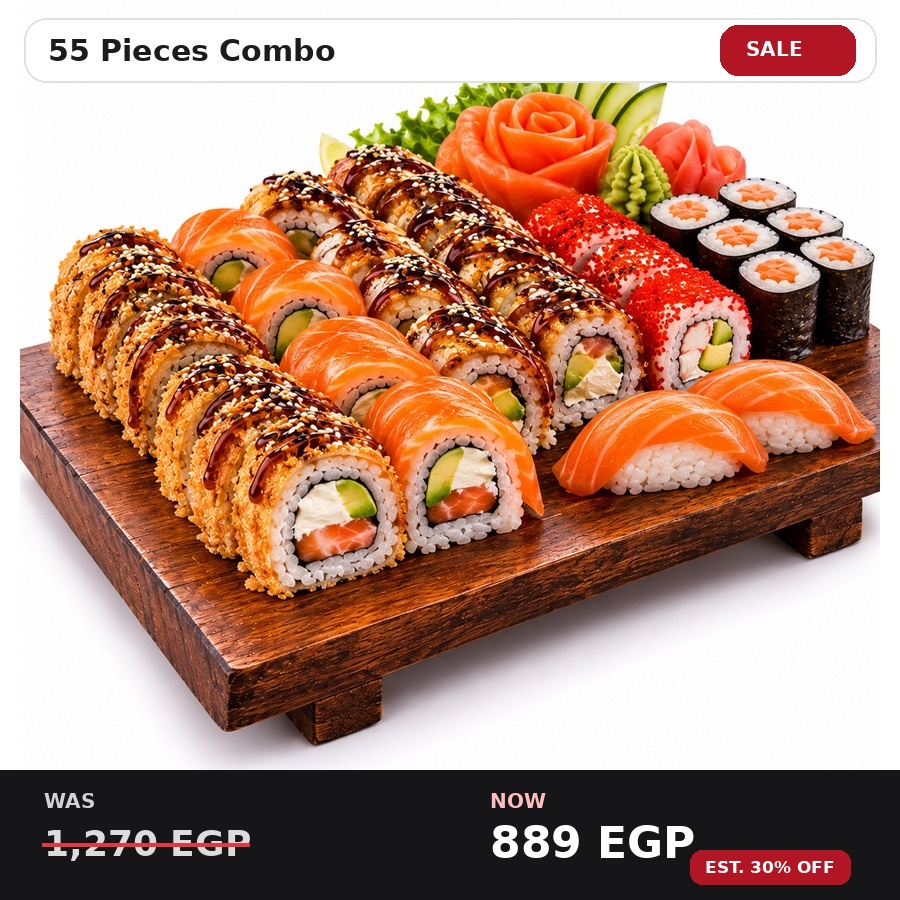 55 Pieces Combo
SALE
WAS
NOW
1,270 EGP
889 EGP
EST. 30% OFF